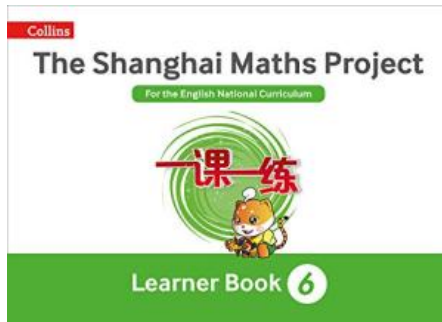 Collins
The Shanghai Maths Project
For the English National Curriculum
一课一练
Learner Book 6